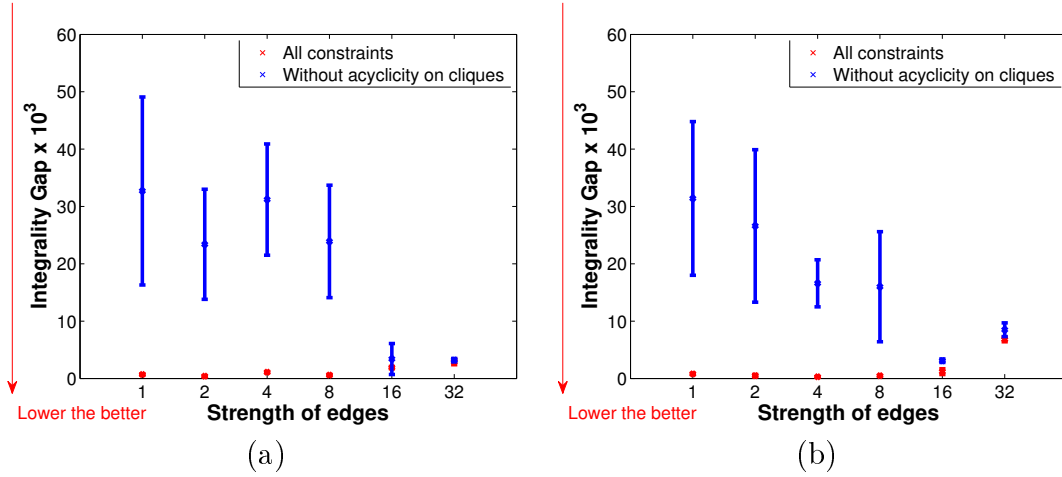 60
50
40
30
20
10
0
Integrality Gap x 10³
All constraints
Without acyclicity on cliques
1 2 4 8 16 32
Strength of edges
Lower the better
(a)
60
50
40
30
20
10
0
Integrality Gap x 10³
All constraints
Without acyclicity on cliques
1 2 4 8 16 32
Strength of edges
Lower the better
(b)